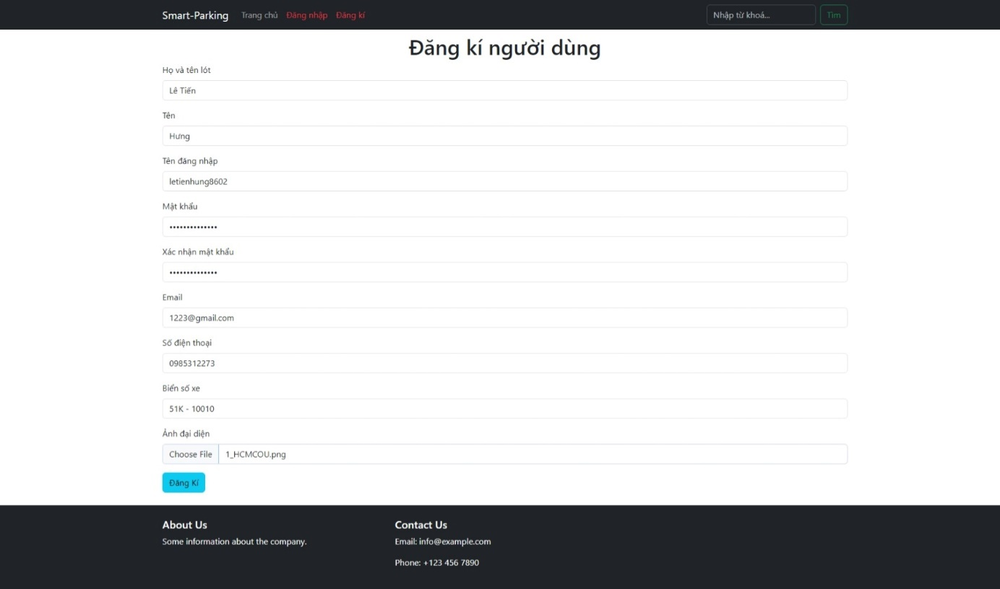 Smart-Parking Trang chủ Đăng nhập Đăng kí Nhập từ khoá... Tìm
Đăng kí người dùng
Họ và tên lót
Lê Tiến
Tên
Hưng
Tên đăng nhập
letienhung8602
Mật khẩu
••••••••••••••
Xác nhận mật khẩu
••••••••••••••
Email
1223@gmail.com
Số điện thoại
0985312273
Biển số xe
51K - 10010
Ảnh đại diện
Choose File 1_HCMCOU.png
Đăng Kí
About Us Contact Us
Some information about the company. Email: info@example.com
Phone: +123 456 7890